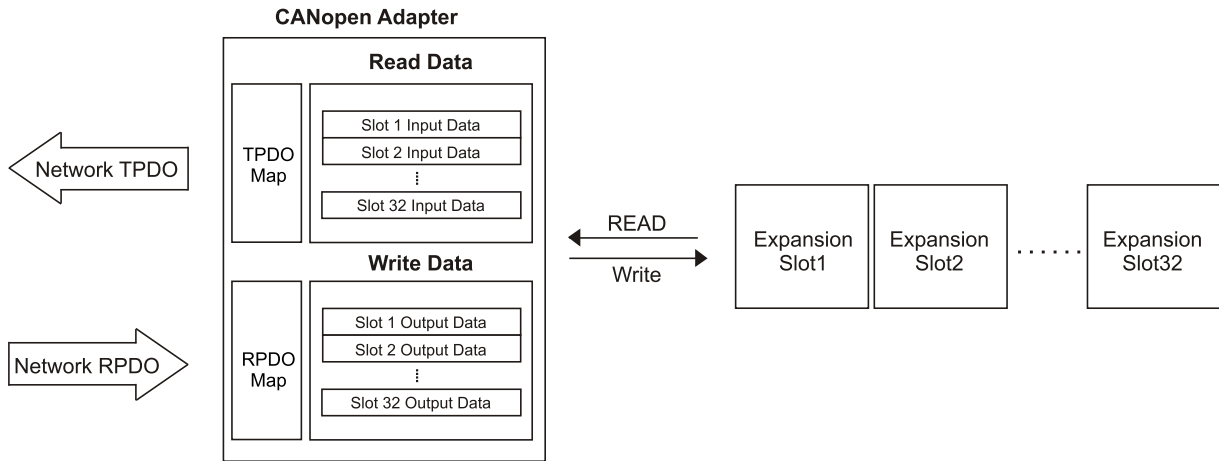 CANopen Adapter
Read Data
TPDO
Map
Slot 1 Input Data
Slot 2 Input Data
Slot 32 Input Data
Network TPDO
Write Data
RPDO
Map
Slot 1 Output Data
Slot 2 Output Data
Slot 32 Output Data
Network RPDO
READ
Write
Expansion
Slot1
Expansion
Slot2
Expansion
Slot32